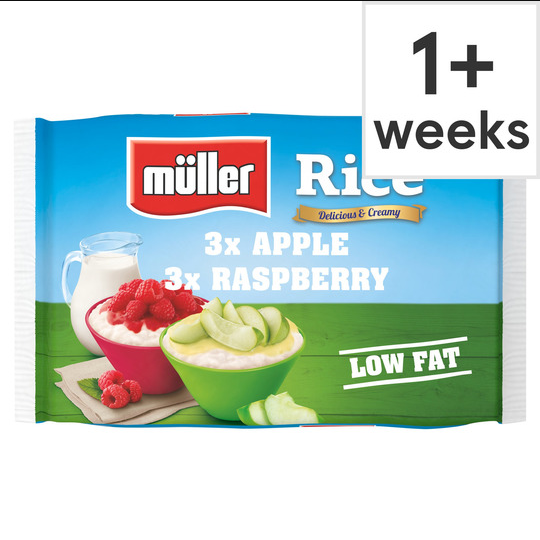 1+
weeks
müller
Rice
Delicious & Creamy
3x APPLE
3x RASPBERRY
LOW FAT